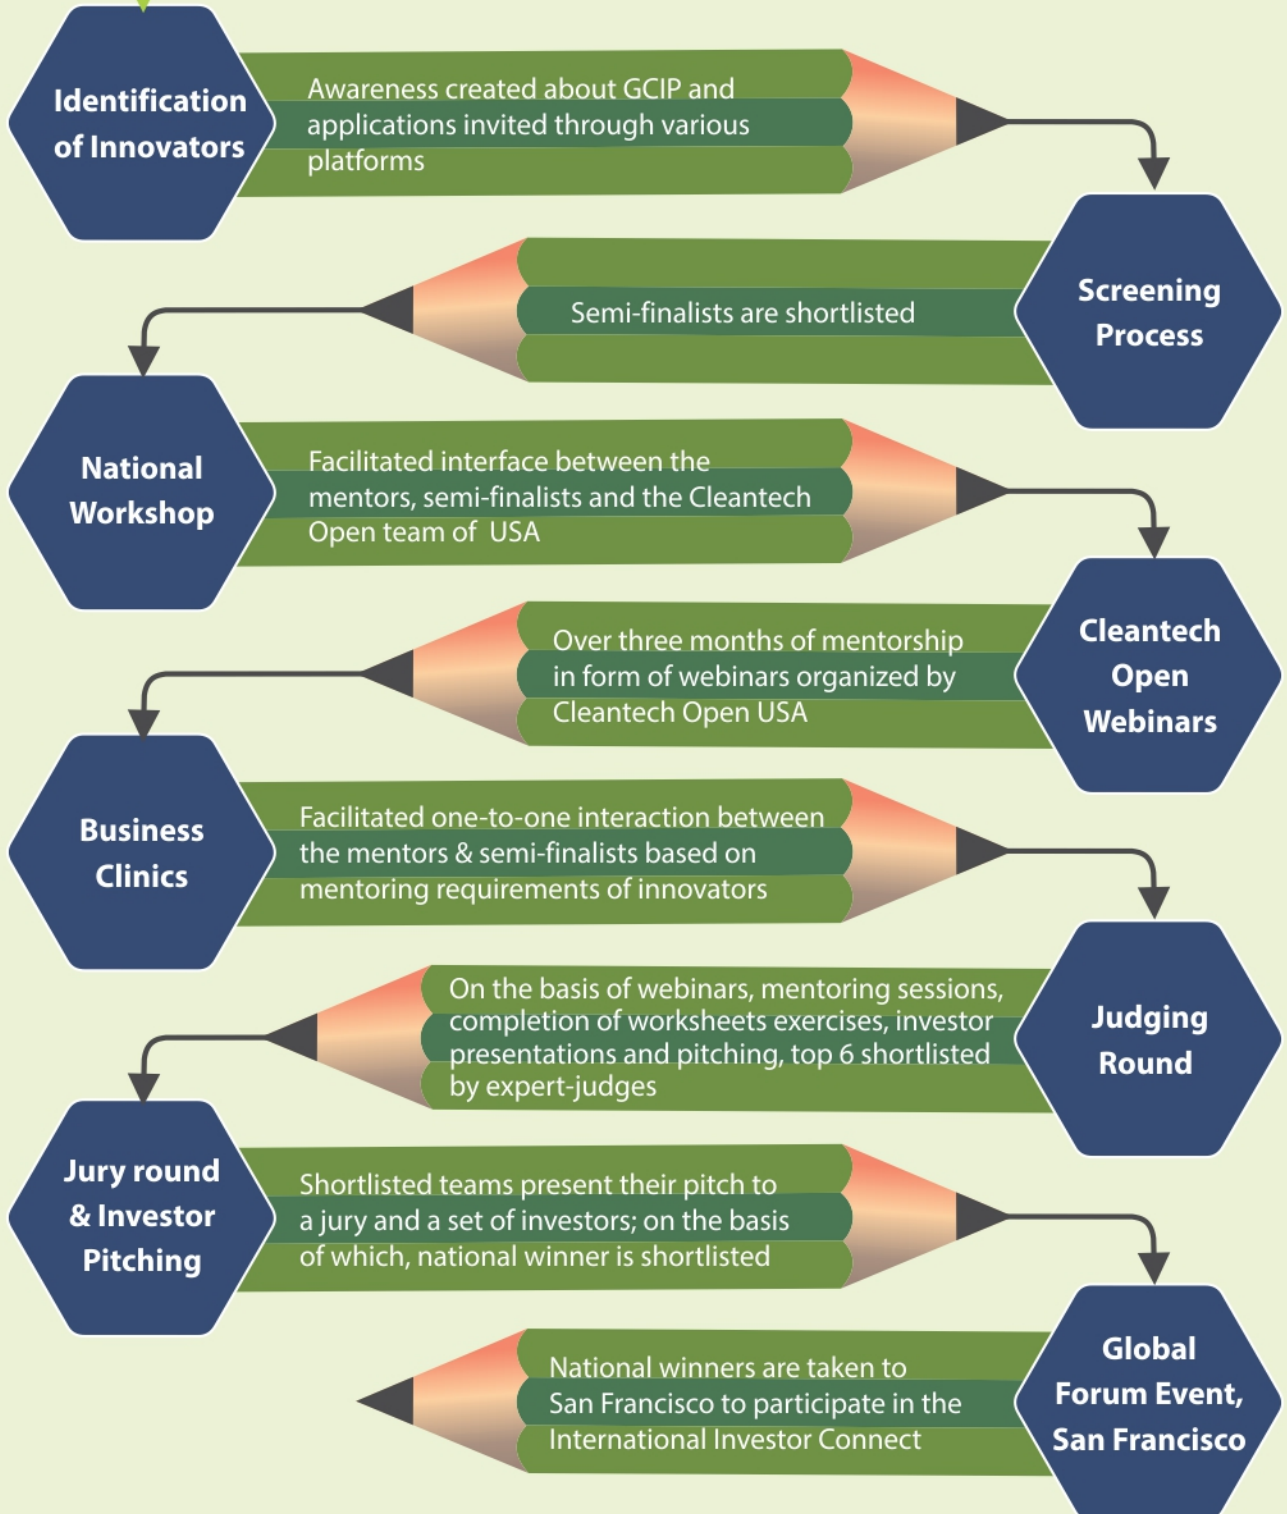 Identification
of Innovators
Awareness created about GCIP and
applications invited through various
platforms
Screening
Process
Semi-finalists are shortlisted
National
Workshop
Facilitated interface between the
mentors, semi-finalists and the Cleantech
Open team of  USA
Cleantech
Open
Webinars
Over three months of mentorship
in form of webinars organized by
Cleantech Open USA
Business
Clinics
Facilitated one-to-one interaction between
the mentors & semi-finalists based on
mentoring requirements of innovators
Judging
Round
On the basis of webinars, mentoring sessions,
completion of worksheets exercises, investor
presentations and pitching, top 6 shortlisted
by expert-judges
Jury round
& Investor
Pitching
Shortlisted teams present their pitch to
a jury and a set of investors; on the basis
of which, national winner is shortlisted
Global
Forum Event,
San Francisco
National winners are taken to
San Francisco to participate in the
International Investor Connect